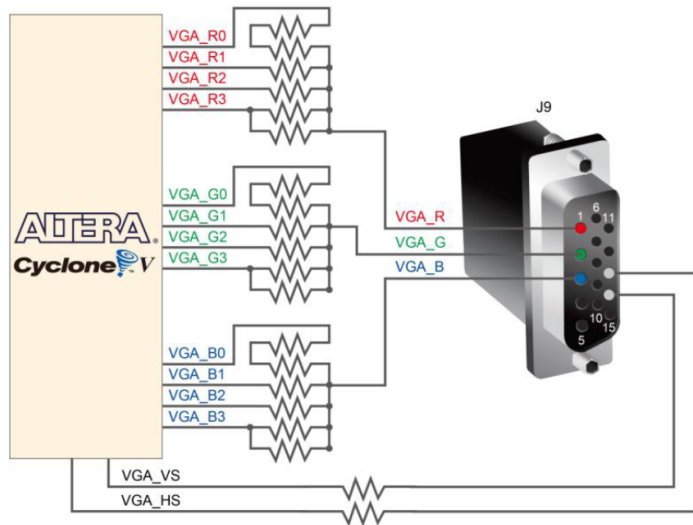 VGA_R0
VGA_R1
VGA_R2
VGA_R3
J9
VGA_G0
VGA_G1
VGA_G2
VGA_G3
ALTERA®
Cyclone™ V
VGA_R
VGA_G
VGA_B
1
6
11
5
10
15
VGA_B0
VGA_B1
VGA_B2
VGA_B3
VGA_VS
VGA_HS